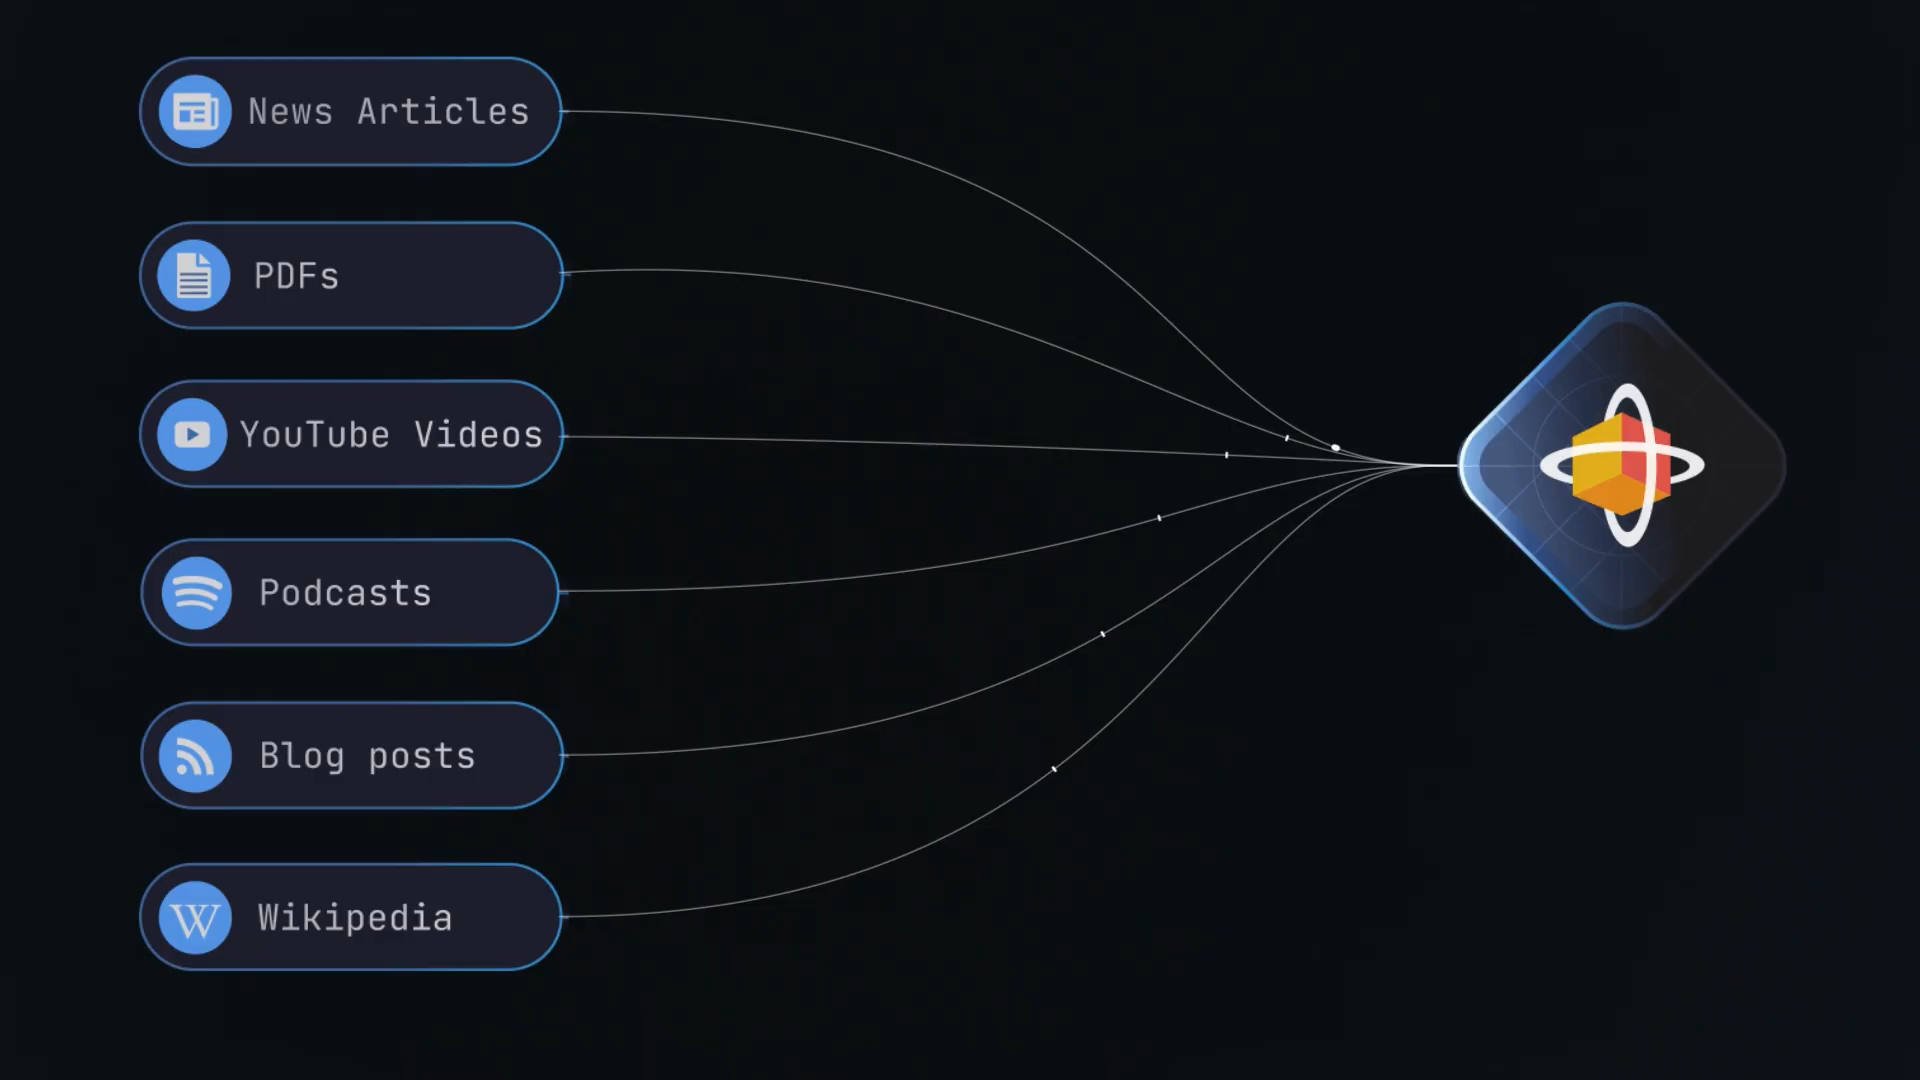 News Articles
PDFs
YouTube Videos
Podcasts
Blog posts
W Wikipedia